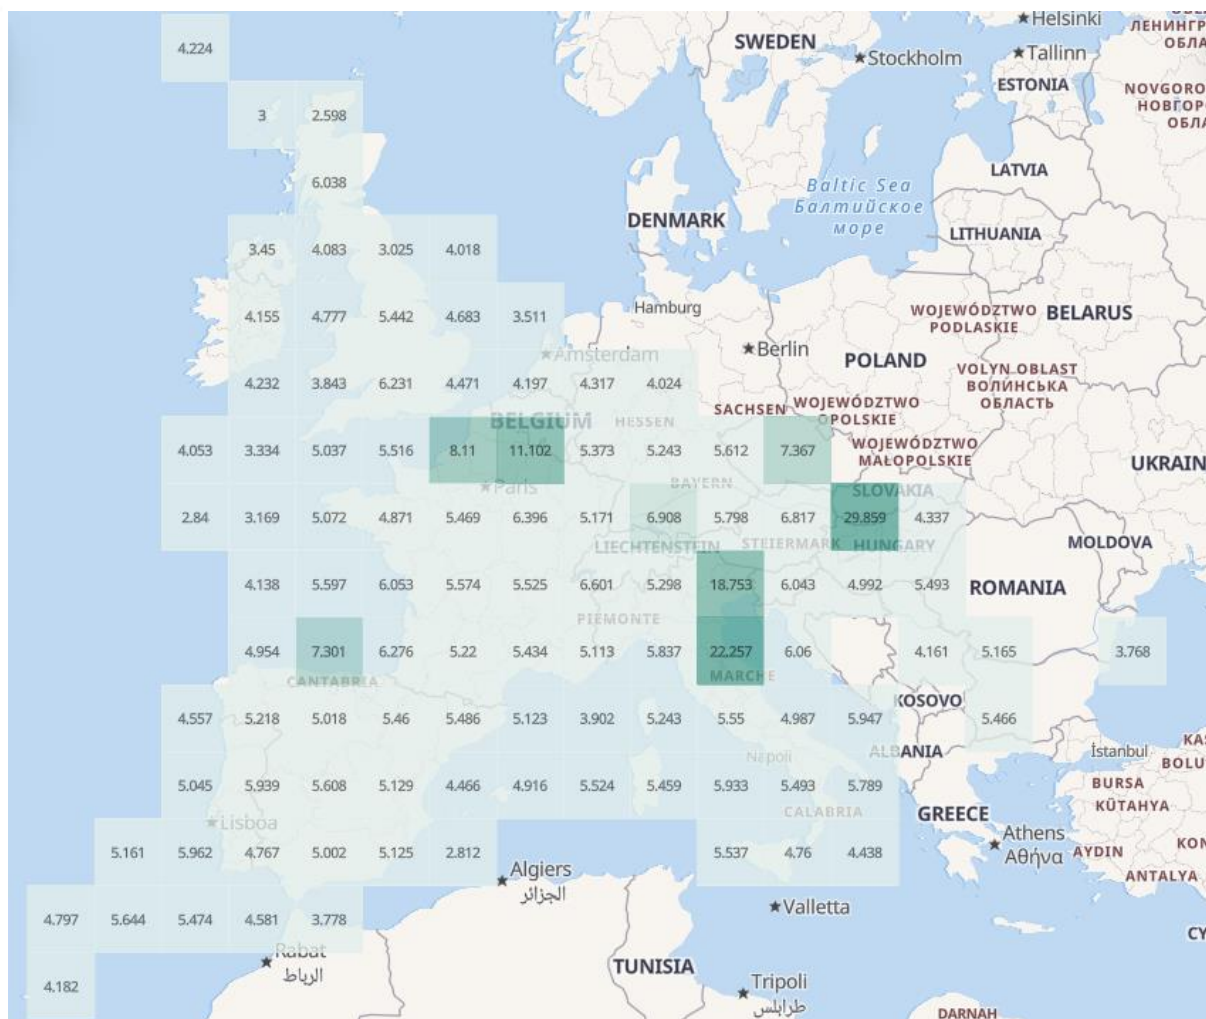 Helsinki
ЛЕНИНГР
ОБЛА
SWEDEN
4.224
Stockholm
Tallinn
ESTONIA
NOVGORO
НОВГОР
ОБЛА
3 2.598
LATVIA
6.038
Baltic Sea
Балтийское
море
DENMARK
LITHUANIA
3.45 4.083 3.025 4.018
Hamburg
4.155 4.777 5.442 4.683 3.511
WOJEWÓDZTWO
PODLASKIE
BELARUS
Amsterdam
Berlin
POLAND
VOLYN OBLAST
ВОЛИНСЬКА
ОБЛАСТЬ
4.232 3.843 6.231 4.471 4.197 4.317 4.024
SACHSEN
WOJEWÓDZTWO
OPOLSKIE
BELGIUM
HESSEN
4.053 3.334 5.037 5.516 8.11 11.102 5.373 5.243 5.612 7.367
WOJEWÓDZTWO
MAŁOPOLSKIE
UKRAIN
Paris
BAYERN
SLOVAKIA
2.84 3.169 5.072 4.871 5.469 6.396 5.171 6.908 5.798 6.817 29.859 4.337
LIECHTENSTEIN
STEIERMARK
HUNGARY
MOLDOVA
4.138 5.597 6.053 5.574 5.525 6.601 5.298 18.753 6.043 4.992 5.493
ROMANIA
PIEMONTE
4.954 7.301 6.276 5.22 5.434 5.113 5.837 22.257 6.06 4.161 5.165 3.768
CANTABRIA
MARCHE
KOSOVO
4.557 5.218 5.018 5.46 5.486 5.123 3.902 5.243 5.55 4.987 5.947 5.466
ALBANIA
Napoli
İstanbul
KAS
BOLU
5.045 5.939 5.608 5.129 4.466 4.916 5.524 5.459 5.933 5.493 5.789
BURSA
KÜTAHYA
CALABRIA
GREECE
Lisboa
Athens
Αθήνα
AYDIN
KON
5.161 5.962 4.767 5.002 5.125 2.812 5.537 4.76 4.438
Algiers
الجزائر
ANTALYA
4.797 5.644 5.474 4.581 3.778
Valletta
CY
Rabat
الرباط
TUNISIA
4.182
Tripoli
طرابلس
DARNAH